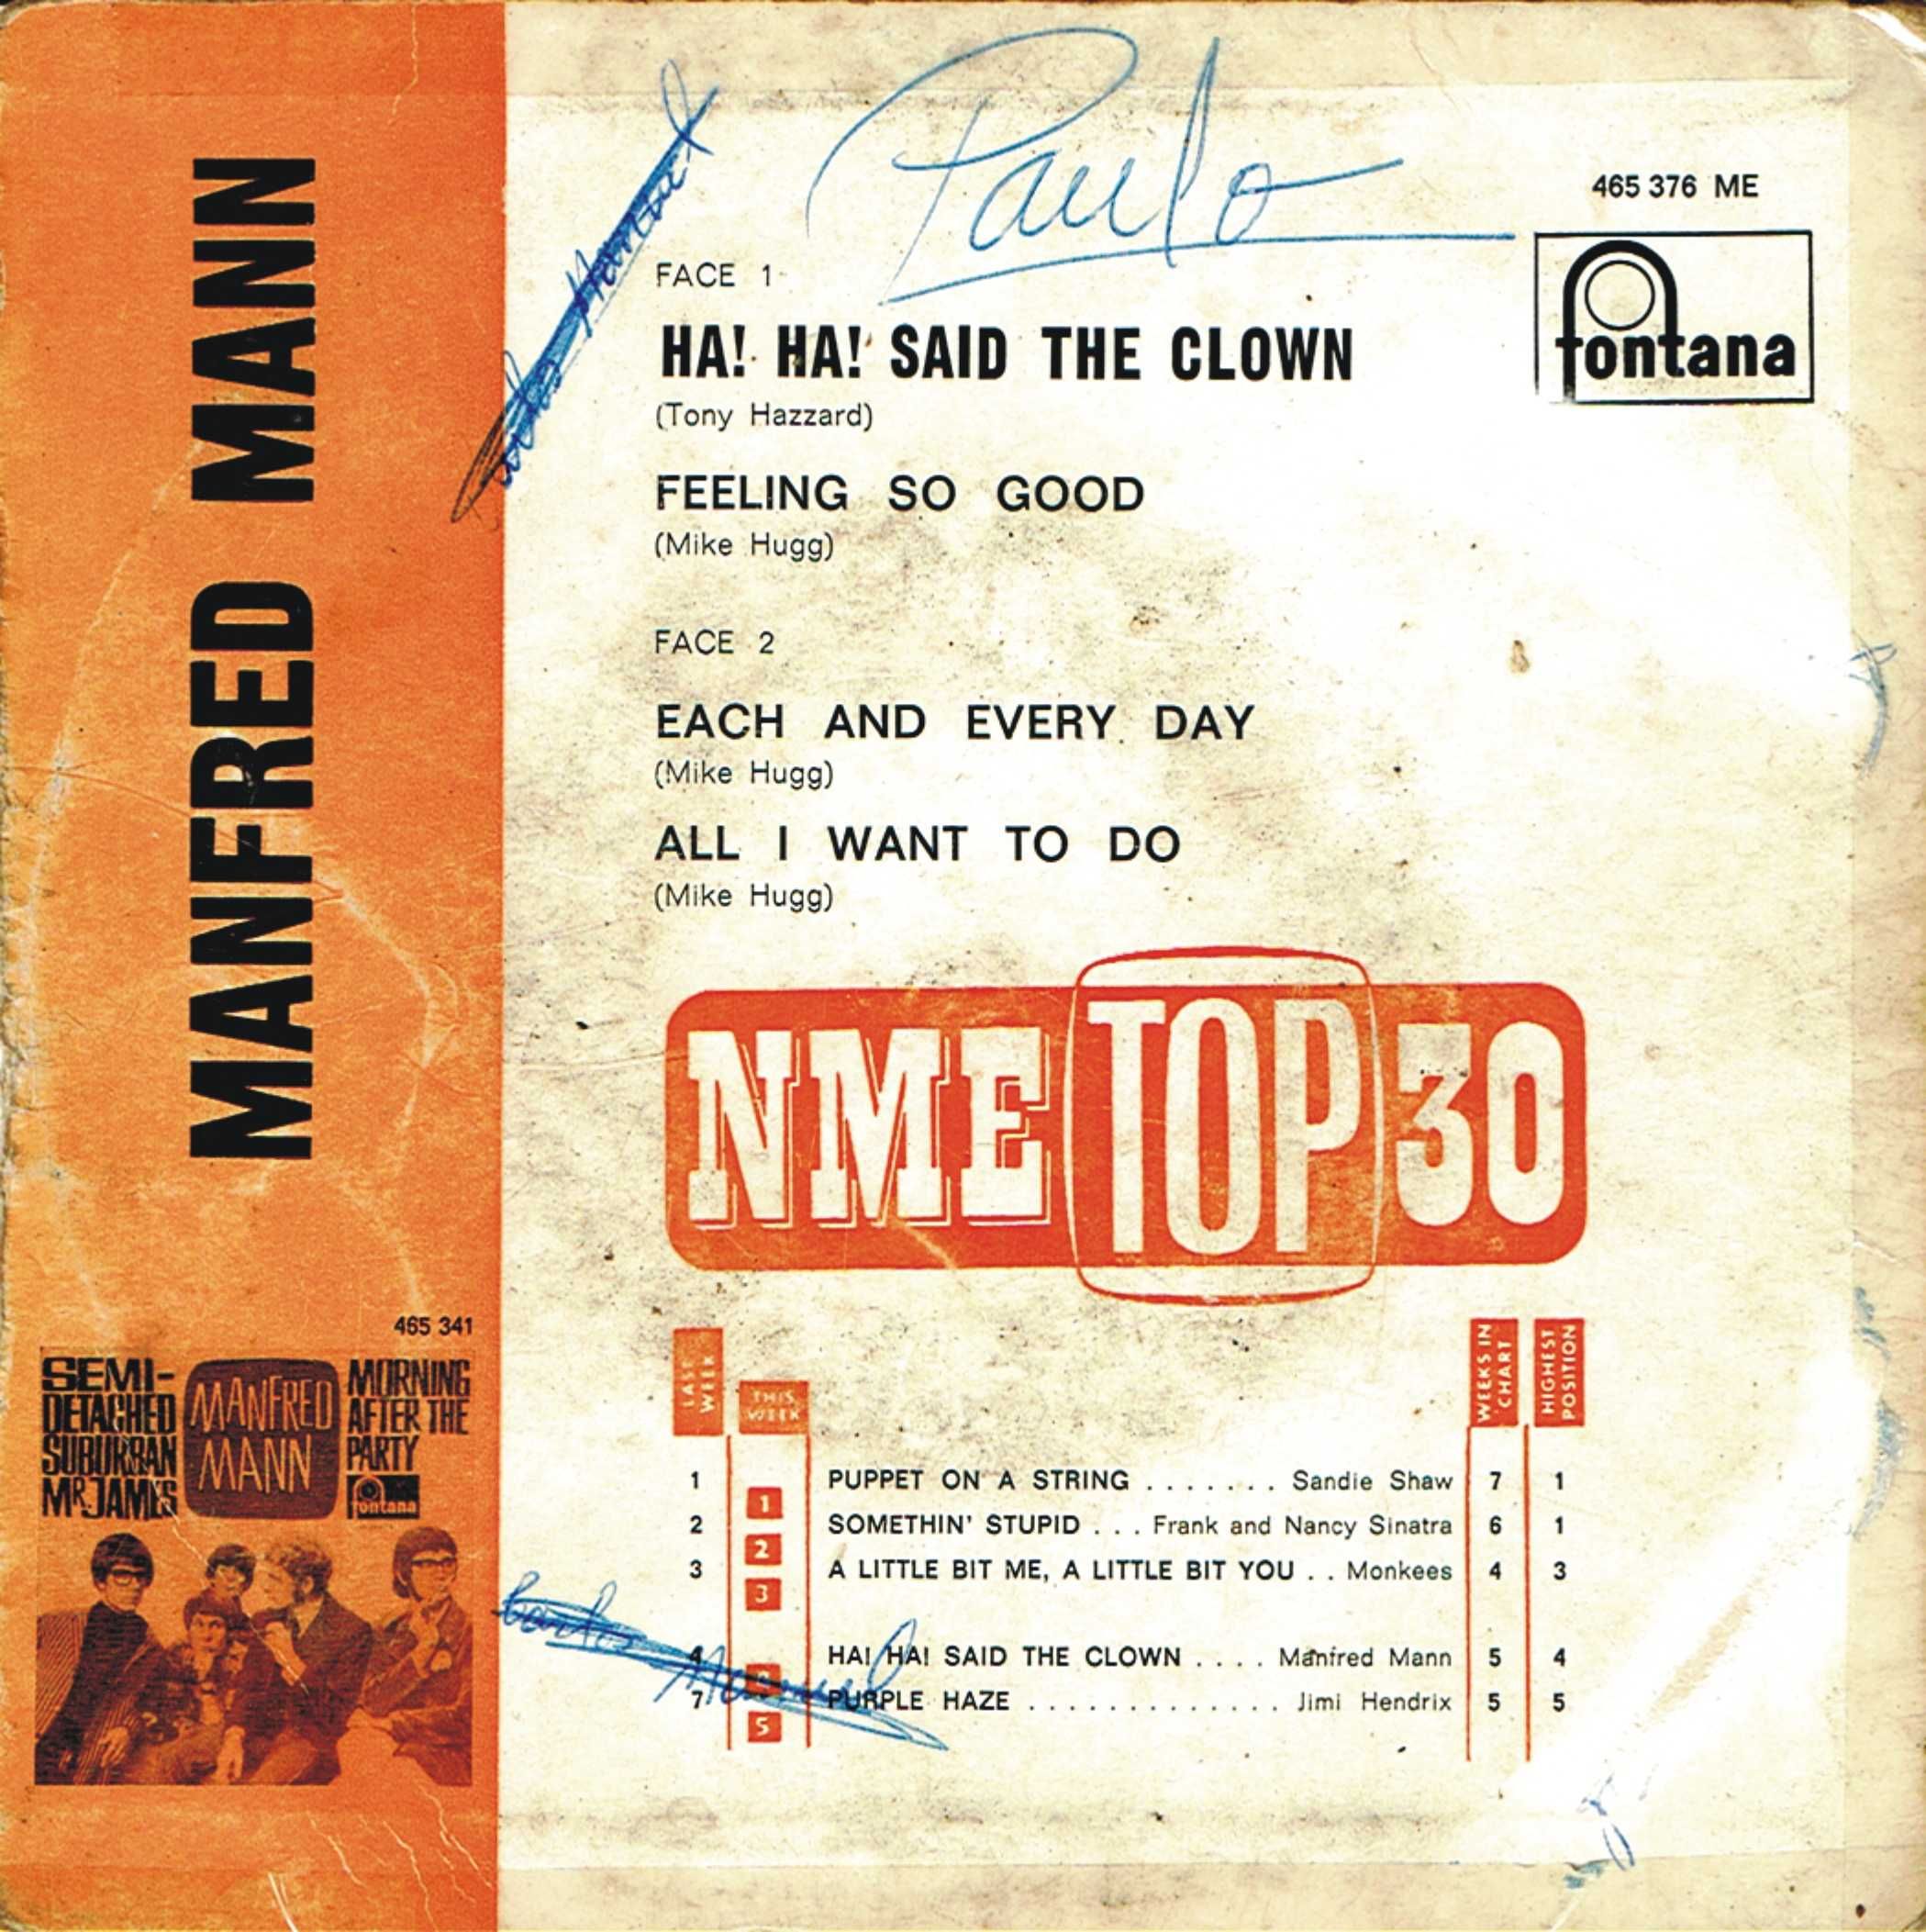 MANFRED MANN
Paulo
465 376 ME
fontana
FACE 1
HA! HA! SAID THE CLOWN
(Tony Hazzard)
FEELING SO GOOD
(Mike Hugg)
FACE 2
EACH AND EVERY DAY
(Mike Hugg)
ALL I WANT TO DO
(Mike Hugg)
NME TOP 30
LAST WEEK
THIS WEEK
WEEKS IN CHART
HIGHEST POSITION
1 1 PUPPET ON A STRING ....... Sandie Shaw 7 1
2 2 SOMETHIN' STUPID ... Frank and Nancy Sinatra 6 1
3 3 A LITTLE BIT ME, A LITTLE BIT YOU .. Monkees 4 3
4 HA! HA! SAID THE CLOWN .... Manfred Mann 5 4
7 5 PURPLE HAZE ............. Jimi Hendrix 5 5
Carlos Manuel
465 341
SEMI-
DETACHED
SUBURBAN
MR. JAMES
MANFRED
MANN
MORNING
AFTER THE
PARTY
fontana